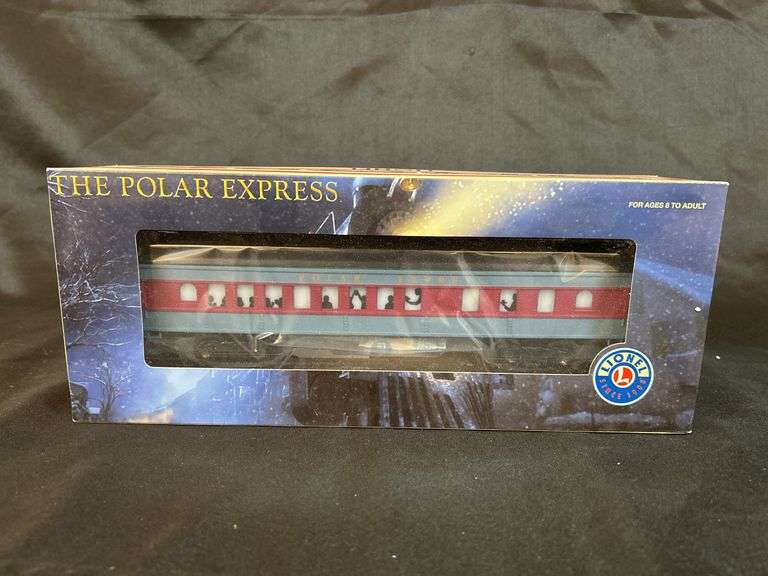 THE POLAR EXPRESS
FOR AGES 8 TO ADULT
LIONEL
L
SINCE 1900